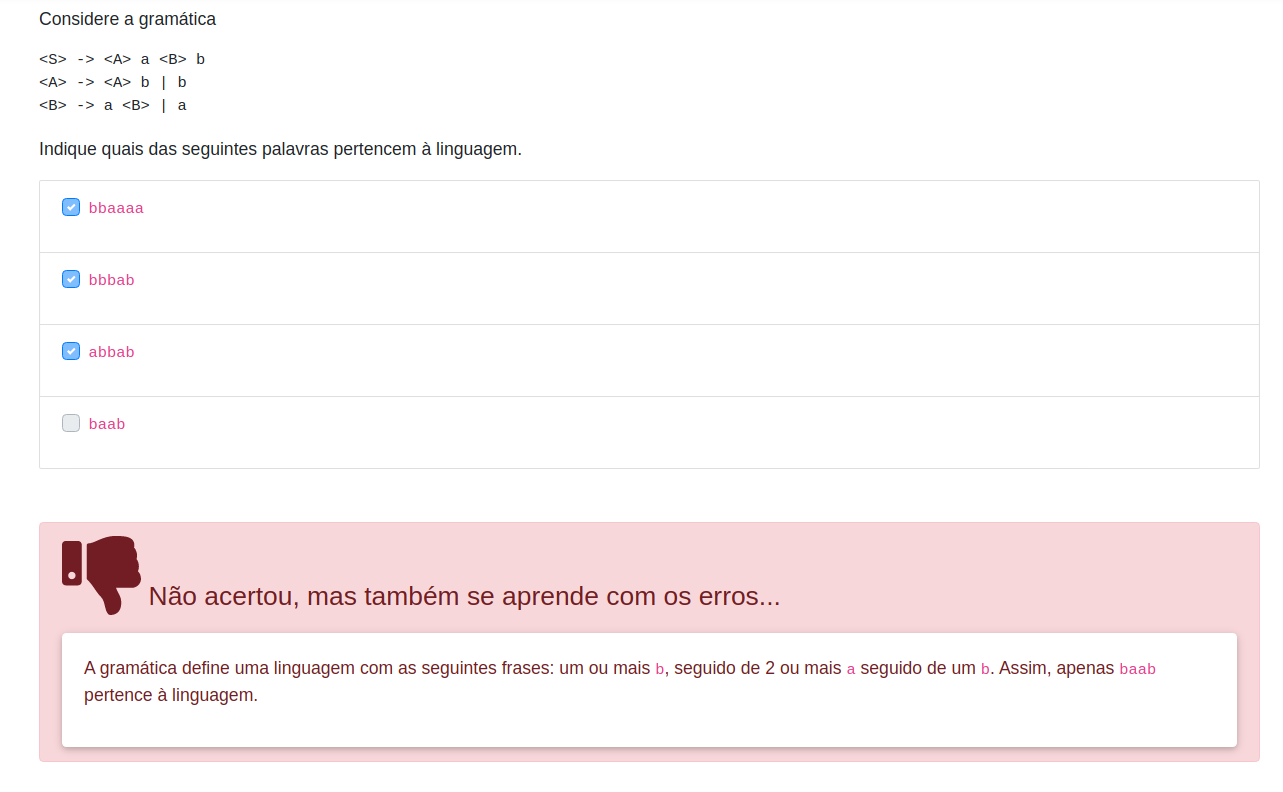 Considere a gramática
<S> -> <A> a <B> b
<A> -> <A> b | b
<B> -> a <B> | a
Indique quais das seguintes palavras pertencem à linguagem.
bbaaaa
bbbab
abbab
baab
Não acertou, mas também se aprende com os erros...
A gramática define uma linguagem com as seguintes frases: um ou mais b, seguido de 2 ou mais a seguido de um b. Assim, apenas baab
pertence à linguagem.